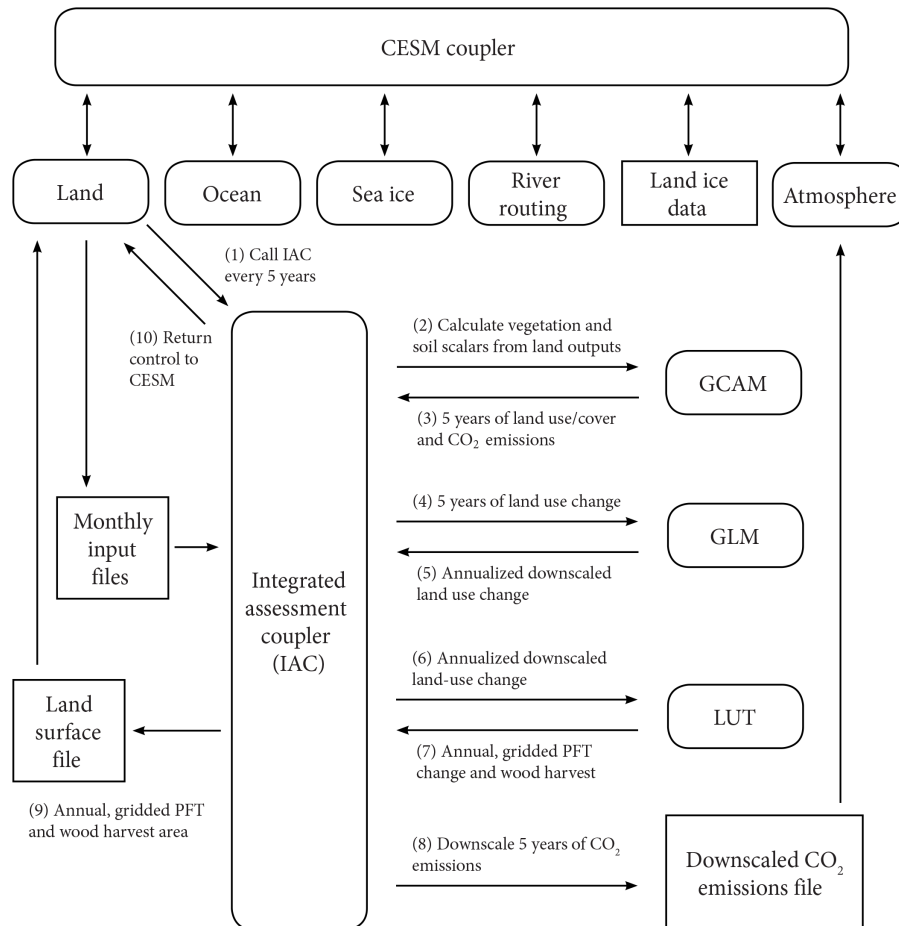 CESM coupler
Land
Ocean
Sea ice
River
routing
Land ice
data
Atmosphere
(1) Call IAC
every 5 years
(10) Return
control to
CESM
(2) Calculate vegetation and
soil scalars from land outputs
GCAM
(3) 5 years of land use/cover
and CO₂ emissions
Monthly
input
files
(4) 5 years of land use change
GLM
(5) Annualized downscaled
land use change
Integrated
assessment
coupler
(IAC)
(6) Annualized downscaled
land-use change
Land
surface
file
LUT
(7) Annual, gridded PFT
change and wood harvest
(9) Annual, gridded PFT
and wood harvest area
(8) Downscale 5 years of CO₂
emissions
Downscaled CO₂
emissions file